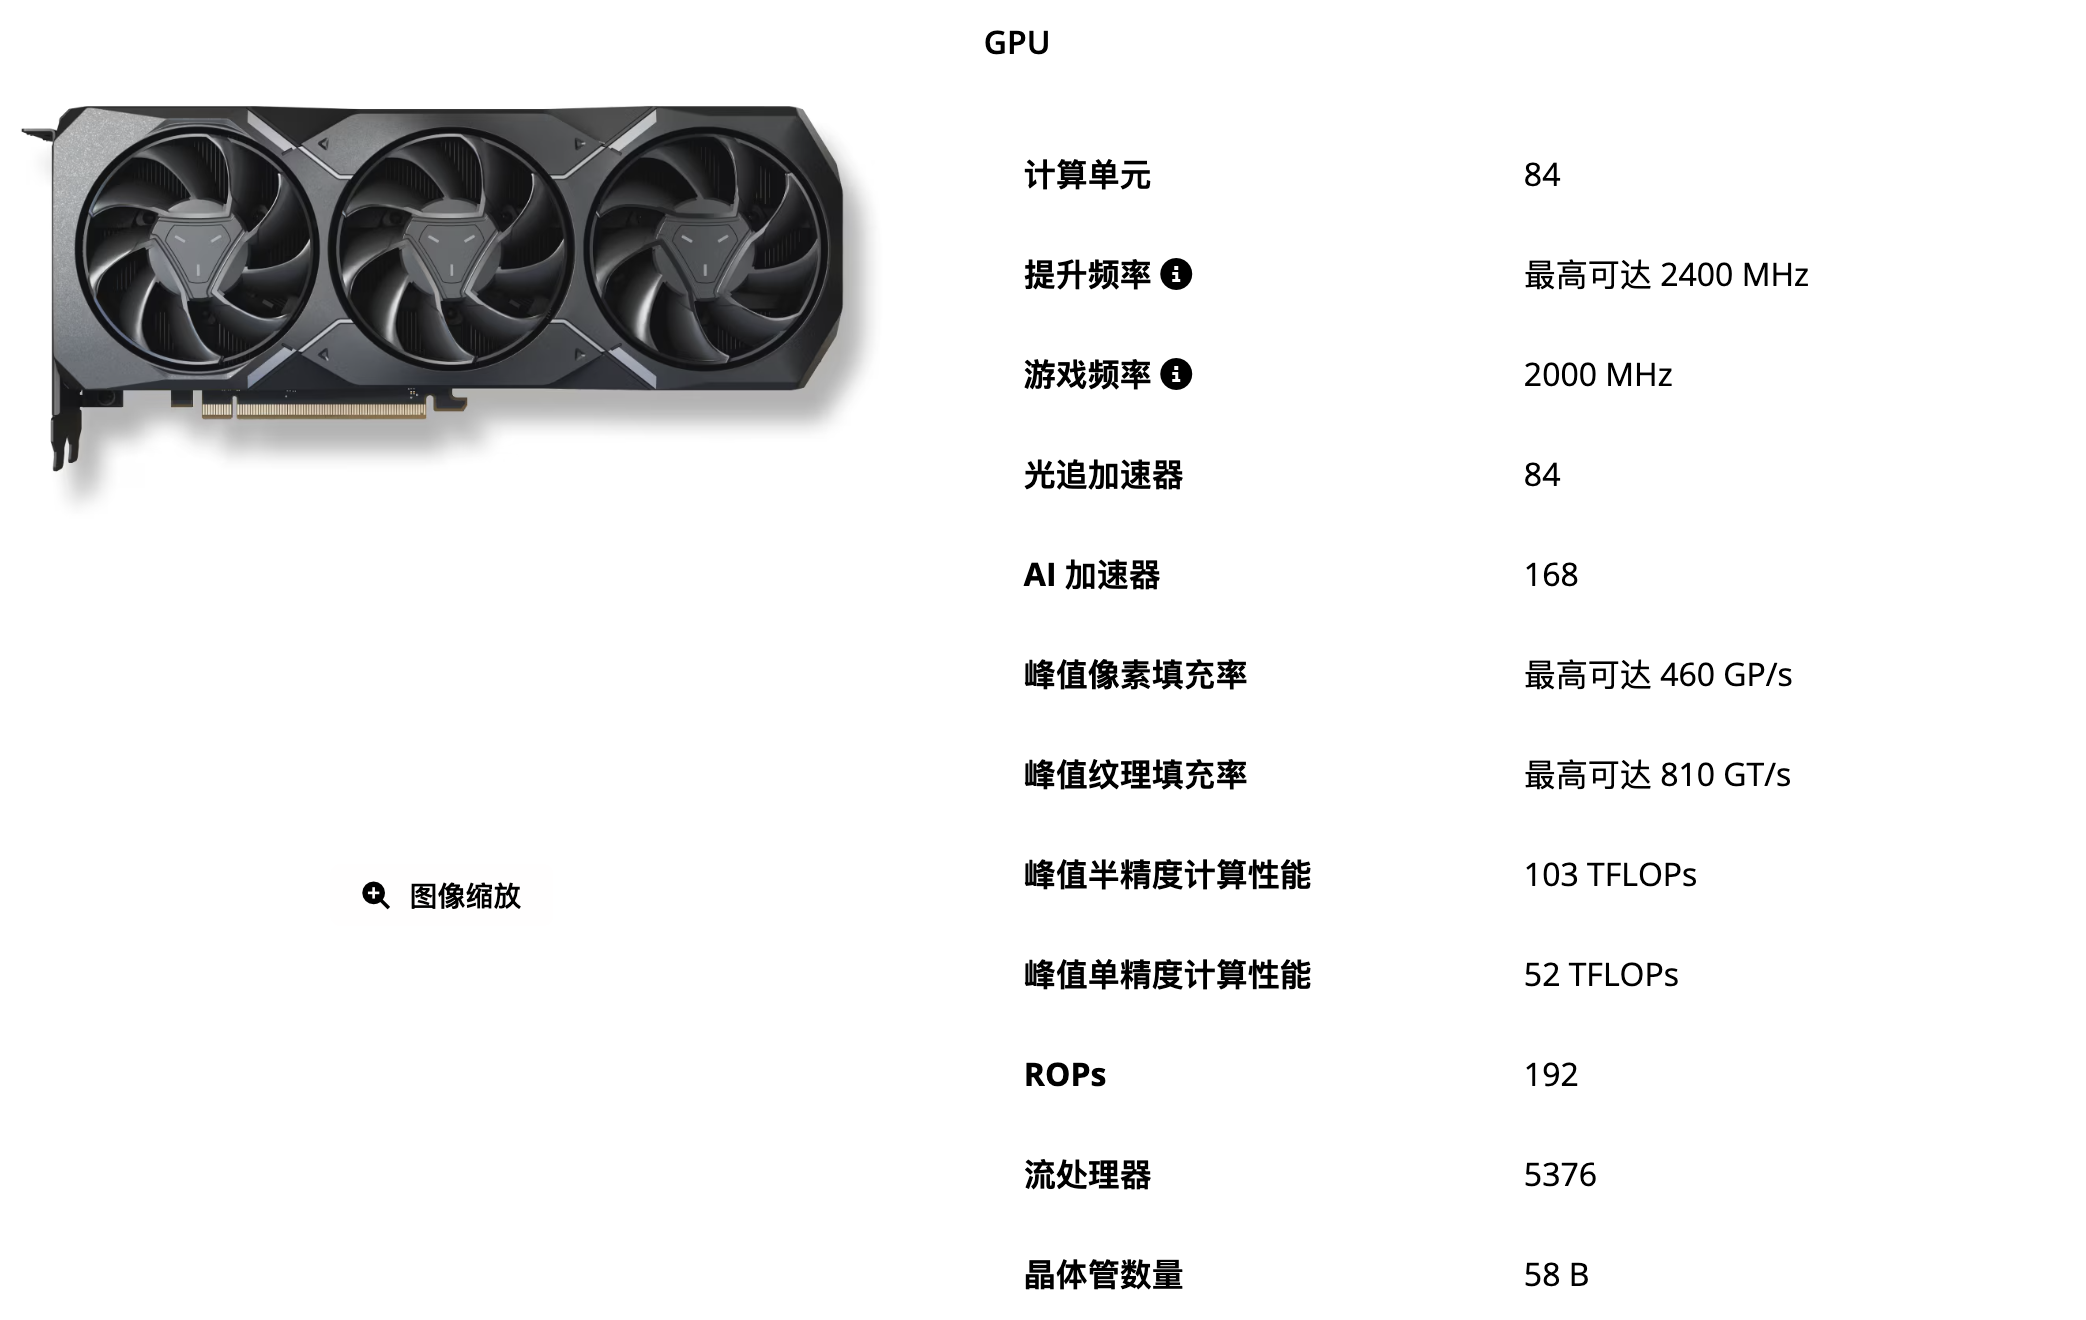 GPU
计算单元 84
提升频率 最高可达 2400 MHz
游戏频率 2000 MHz
光追加速器 84
AI 加速器 168
峰值像素填充率 最高可达 460 GP/s
峰值纹理填充率 最高可达 810 GT/s
峰值半精度计算性能 103 TFLOPs
图像缩放
峰值单精度计算性能 52 TFLOPs
ROPs 192
流处理器 5376
晶体管数量 58 B